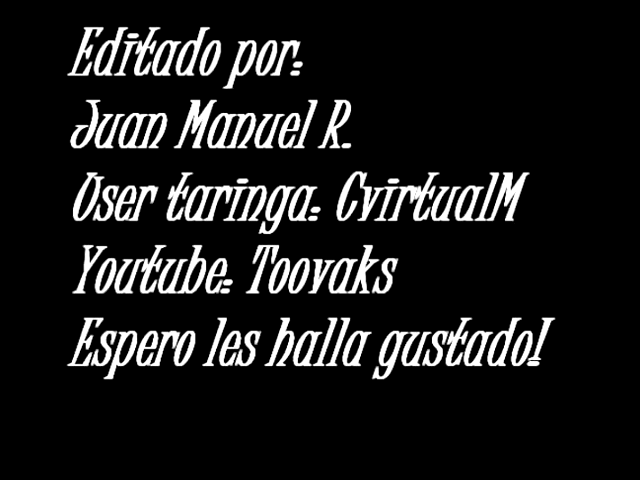 Editado por:
Juan Manuel R.
User taringa: CvirtualM
Youtube: Toovaks
Espero les halla gustado!